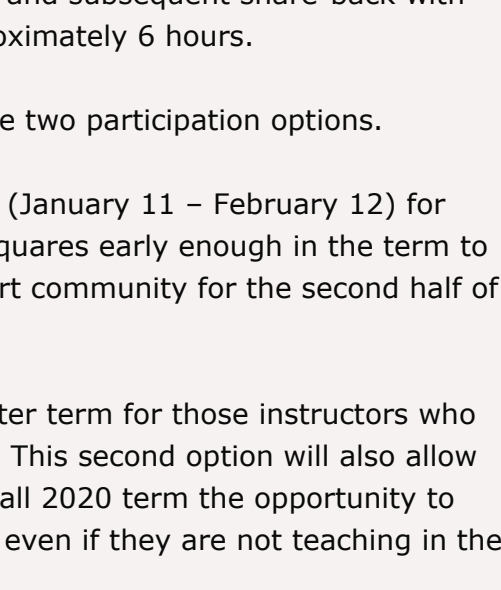 and subsequent share-back with
oximately 6 hours.
e two participation options.
(January 11 – February 12) for
quares early enough in the term to
rt community for the second half of
ter term for those instructors who
This second option will also allow
all 2020 term the opportunity to
even if they are not teaching in the